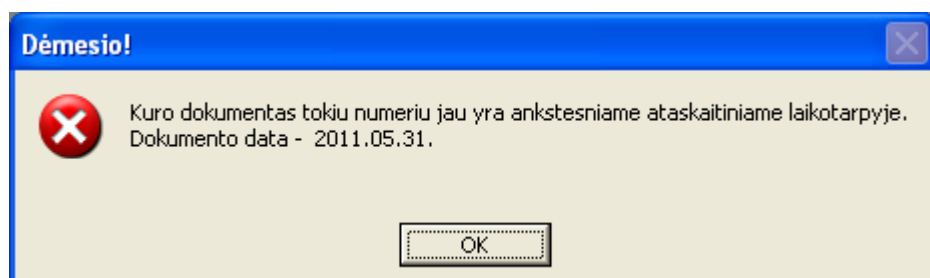 Dėmesio!
Kuro dokumentas tokiu numeriu jau yra ankstesniame ataskaitiniame laikotarpyje.
Dokumento data - 2011.05.31.
OK